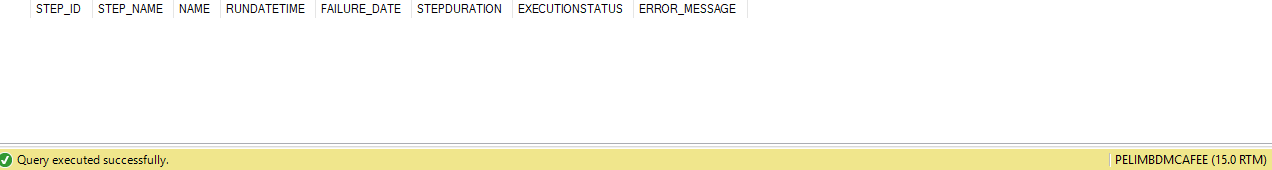 STEP_ID STEP_NAME NAME RUNDATETIME FAILURE_DATE STEPDURATION EXECUTIONSTATUS ERROR_MESSAGE
Query executed successfully. PELIMBDMCAFEE (15.0 RTM)